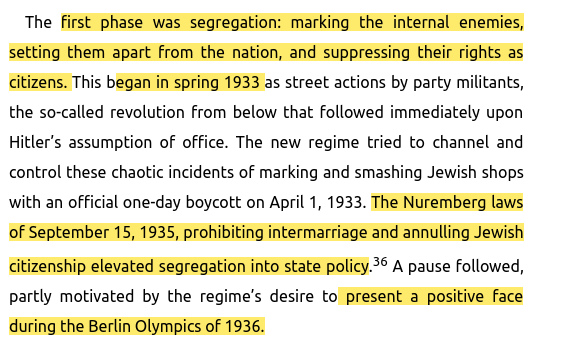 The first phase was segregation: marking the internal enemies,
setting them apart from the nation, and suppressing their rights as
citizens. This began in spring 1933 as street actions by party militants,
the so-called revolution from below that followed immediately upon
Hitler’s assumption of office. The new regime tried to channel and
control these chaotic incidents of marking and smashing Jewish shops
with an official one-day boycott on April 1, 1933. The Nuremberg laws
of September 15, 1935, prohibiting intermarriage and annulling Jewish
citizenship elevated segregation into state policy.36 A pause followed,
partly motivated by the regime’s desire to present a positive face
during the Berlin Olympics of 1936.